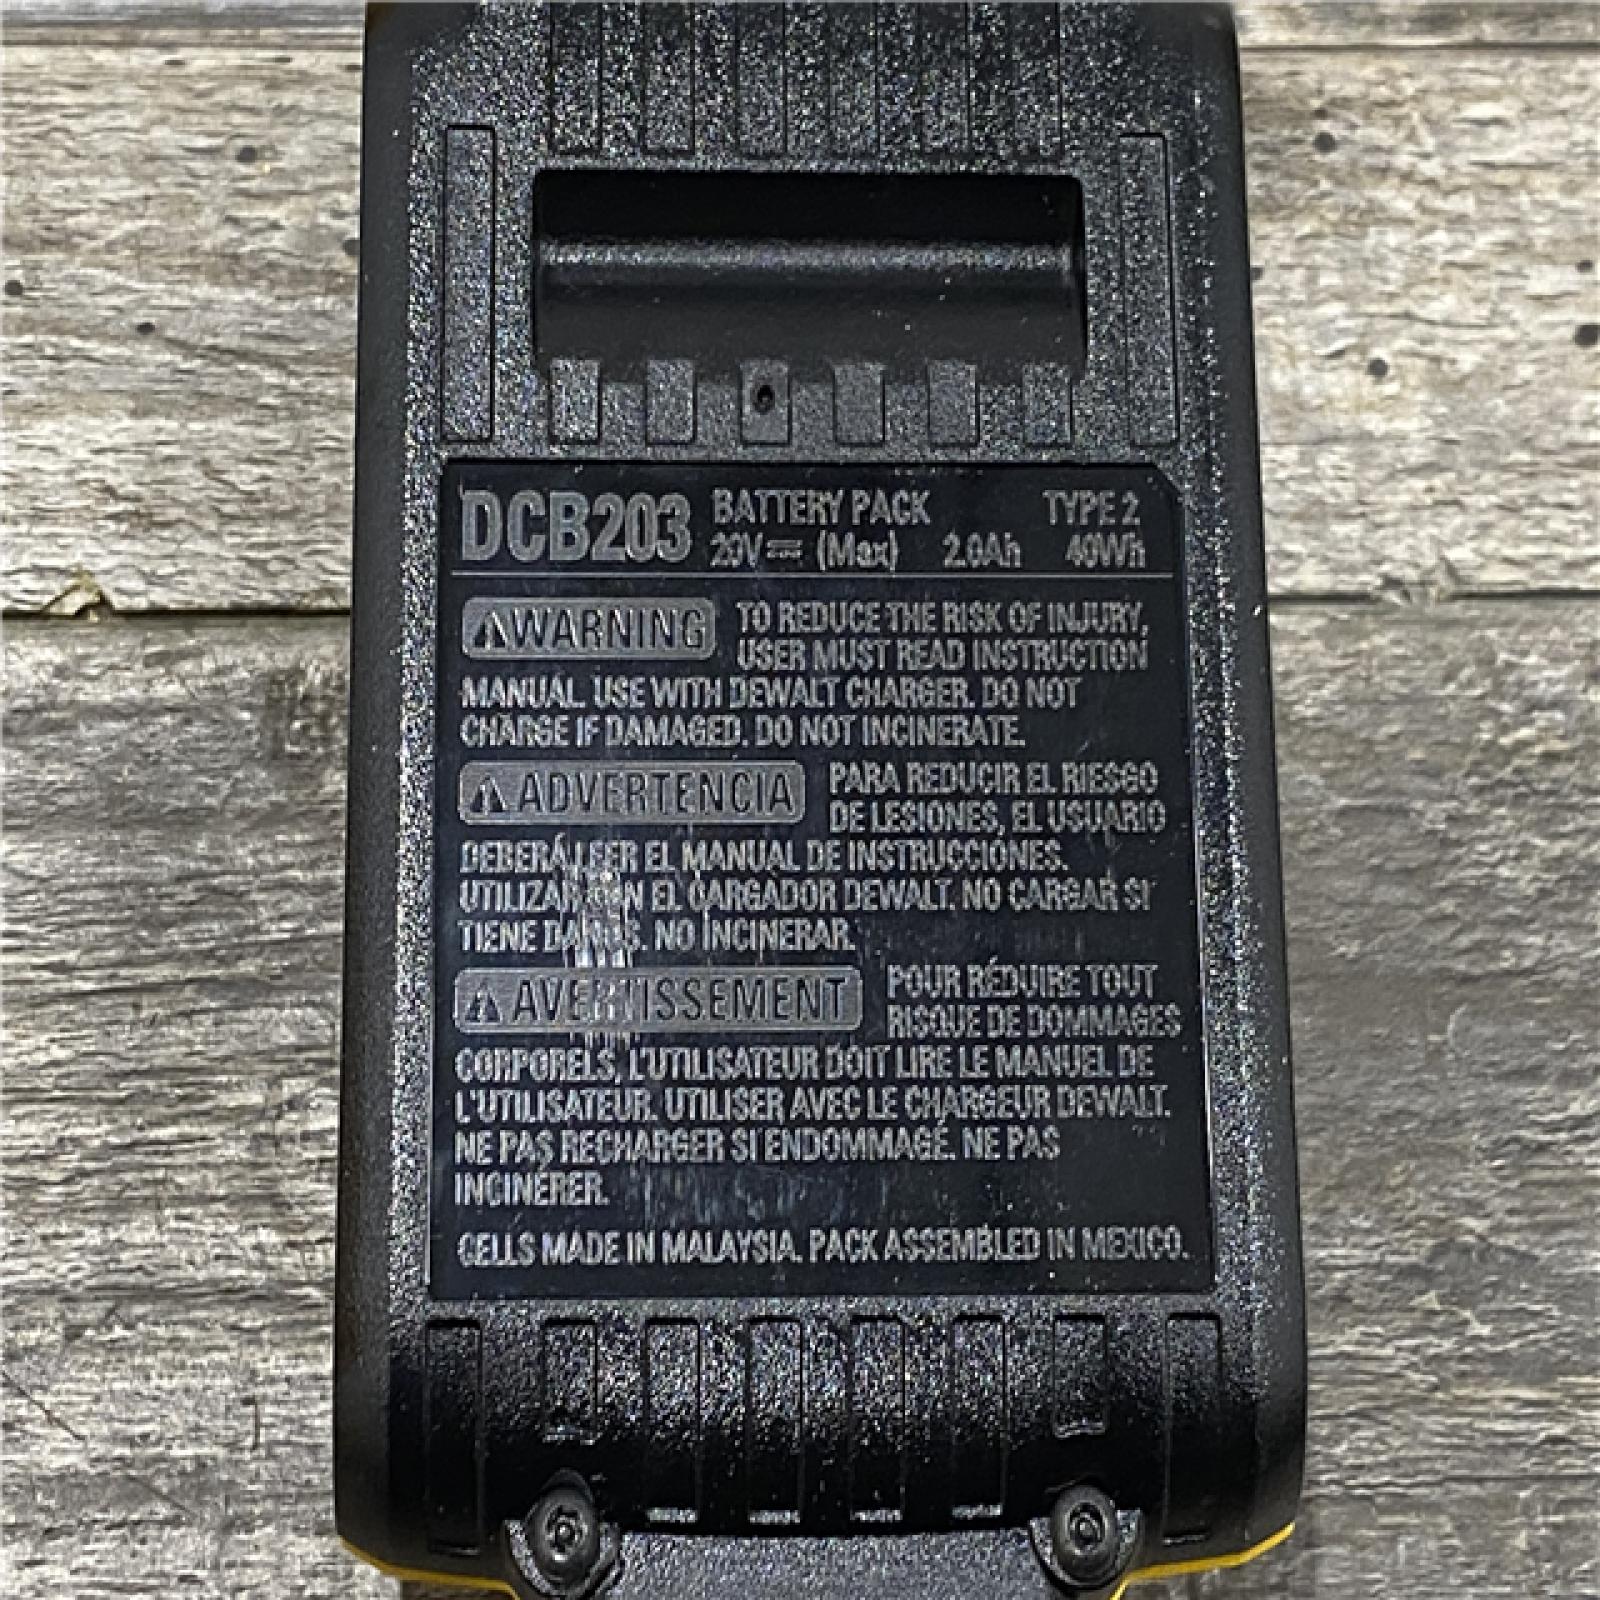 DCB203 BATTERY PACK TYPE 2
20V ⎓ (Max) 2.0Ah 40Wh
⚠WARNING TO REDUCE THE RISK OF INJURY,
USER MUST READ INSTRUCTION
MANUAL. USE WITH DEWALT CHARGER. DO NOT
CHARGE IF DAMAGED. DO NOT INCINERATE.
⚠ADVERTENCIA PARA REDUCIR EL RIESGO
DE LESIONES, EL USUARIO
DEBERÁ LEER EL MANUAL DE INSTRUCCIONES.
UTILIZAR CON EL CARGADOR DEWALT. NO CARGAR SI
TIENE DAÑOS. NO INCINERAR.
⚠AVERTISSEMENT POUR RÉDUIRE TOUT
RISQUE DE DOMMAGES
CORPORELS, L'UTILISATEUR DOIT LIRE LE MANUEL DE
L'UTILISATEUR. UTILISER AVEC LE CHARGEUR DEWALT.
NE PAS RECHARGER SI ENDOMMAGÉ. NE PAS
INCINÉRER.
CELLS MADE IN MALAYSIA. PACK ASSEMBLED IN MEXICO.